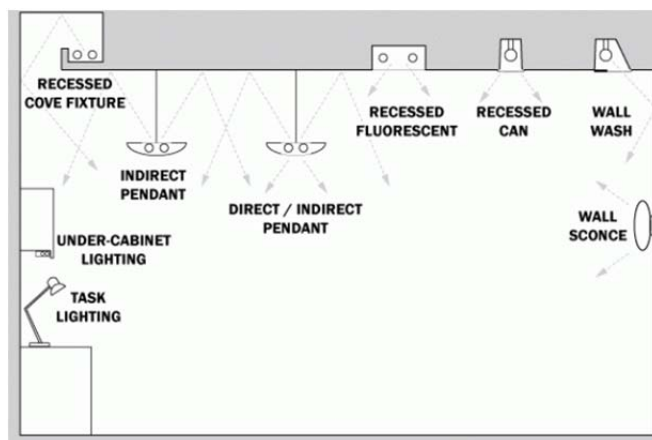 RECESSED
COVE FIXTURE
RECESSED
FLUORESCENT
RECESSED
CAN
WALL
WASH
INDIRECT
PENDANT
DIRECT / INDIRECT
PENDANT
WALL
SCONCE
UNDER-CABINET
LIGHTING
TASK
LIGHTING